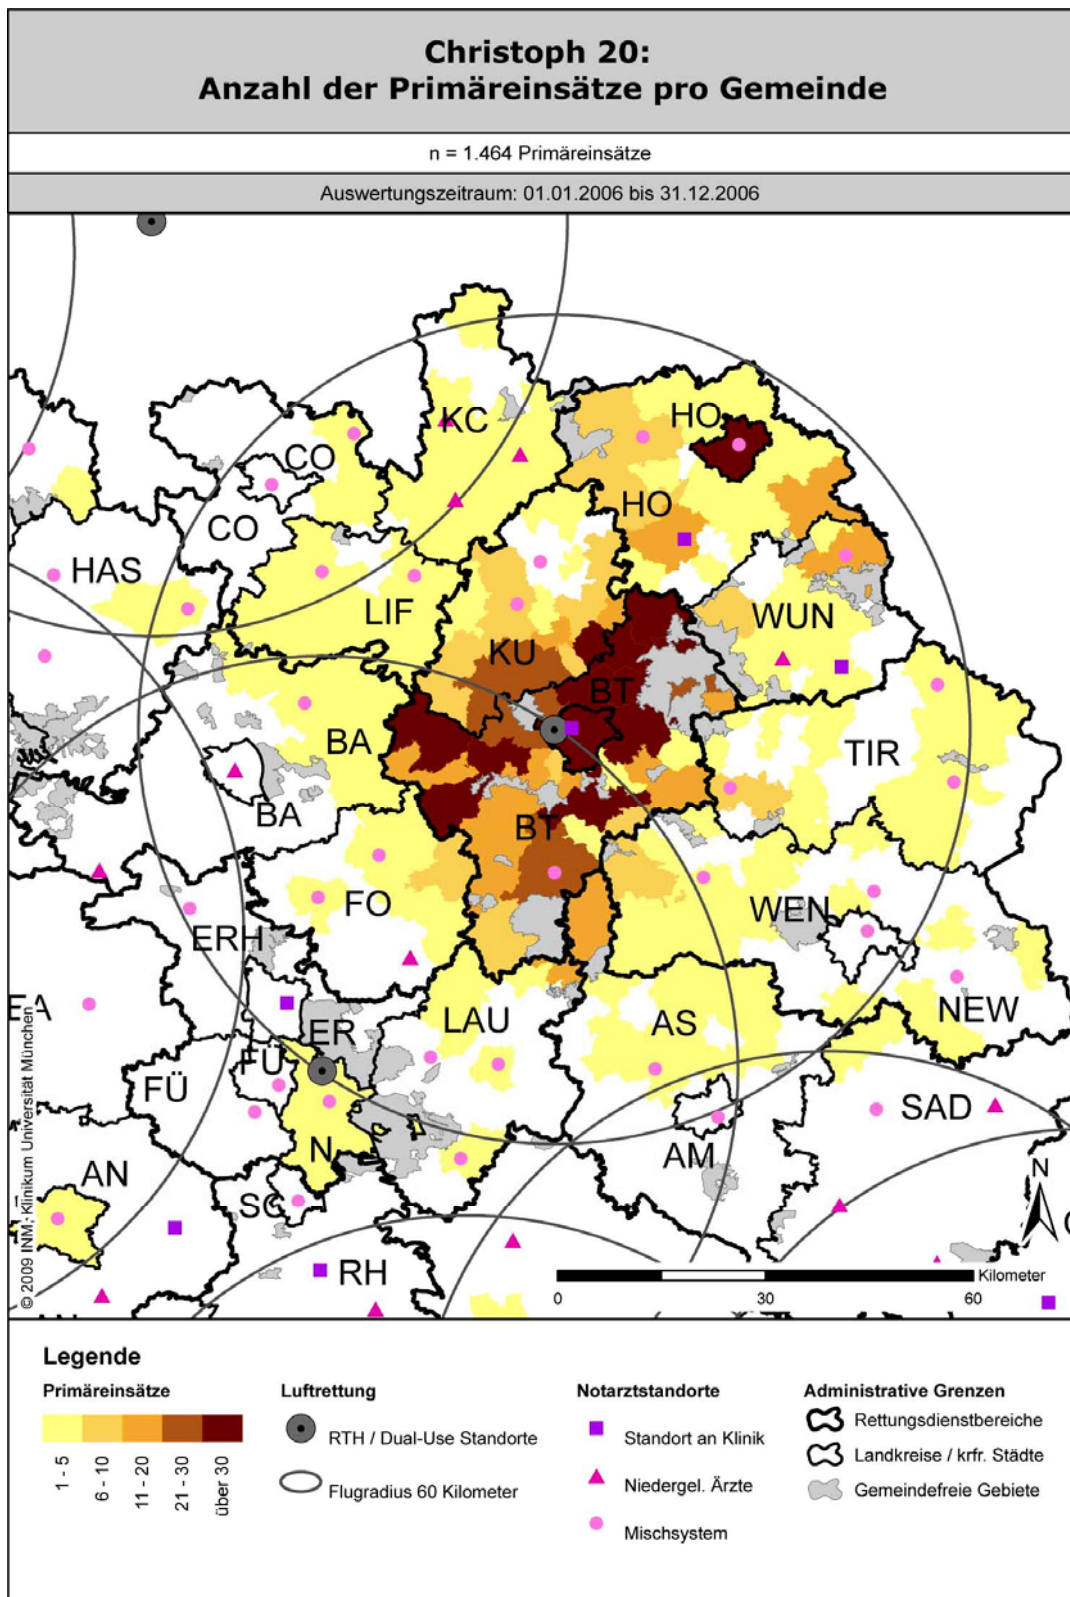 Christoph 20:
Anzahl der Primäreinsätze pro Gemeinde
n = 1.464 Primäreinsätze
Auswertungszeitraum: 01.01.2006 bis 31.12.2006
KC
HO
CO
HO
CO
HAS
LIF
WUN
KU
BT
BA
TIR
BA
BT
FO
WEN
ERH
NEW
EA
LAU
AS
ER
FÜ
FÜ
SAD
N
AM
AN
SC
RH
N
© 2009 INM: Klinikum Universität München
Kilometer
0 30 60
Legende
Primäreinsätze
1 - 5
6 - 10
11 - 20
21 - 30
über 30
Luftrettung
RTH / Dual-Use Standorte
Flugradius 60 Kilometer
Notarztstandorte
Standort an Klinik
Niedergel. Ärzte
Mischsystem
Administrative Grenzen
Rettungsdienstbereiche
Landkreise / krfr. Städte
Gemeindefreie Gebiete